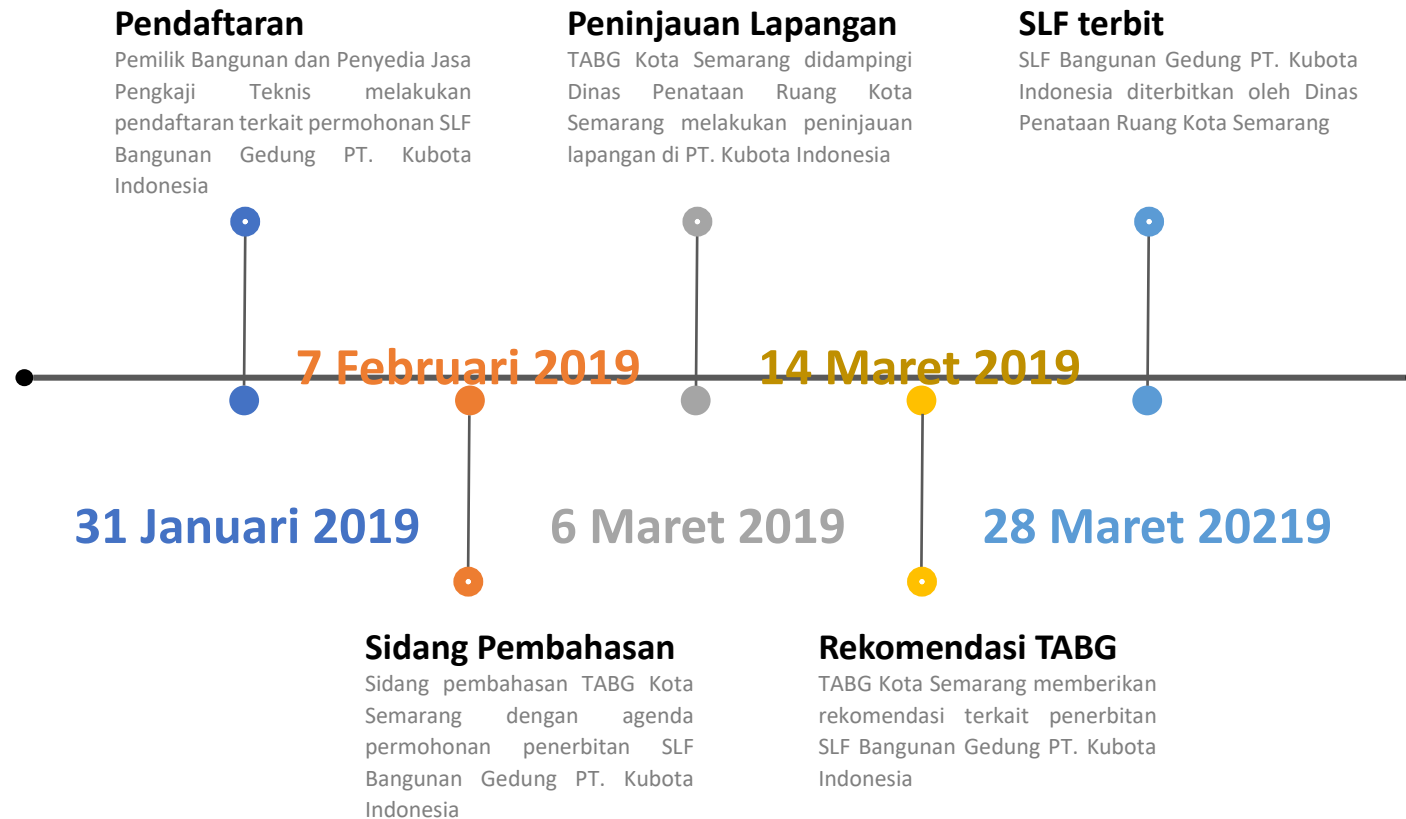 Pendaftaran
Pemilik Bangunan dan Penyedia Jasa
Pengkaji Teknis melakukan
pendaftaran terkait permohonan SLF
Bangunan Gedung PT. Kubota
Indonesia
Peninjauan Lapangan
TABG Kota Semarang didampingi
Dinas Penataan Ruang Kota
Semarang melakukan peninjauan
lapangan di PT. Kubota Indonesia
SLF terbit
SLF Bangunan Gedung PT. Kubota
Indonesia diterbitkan oleh Dinas
Penataan Ruang Kota Semarang
7 Februari 2019
14 Maret 2019
31 Januari 2019
6 Maret 2019
28 Maret 20219
Sidang Pembahasan
Sidang pembahasan TABG Kota
Semarang dengan agenda
permohonan penerbitan SLF
Bangunan Gedung PT. Kubota
Indonesia
Rekomendasi TABG
TABG Kota Semarang memberikan
rekomendasi terkait penerbitan
SLF Bangunan Gedung PT. Kubota
Indonesia